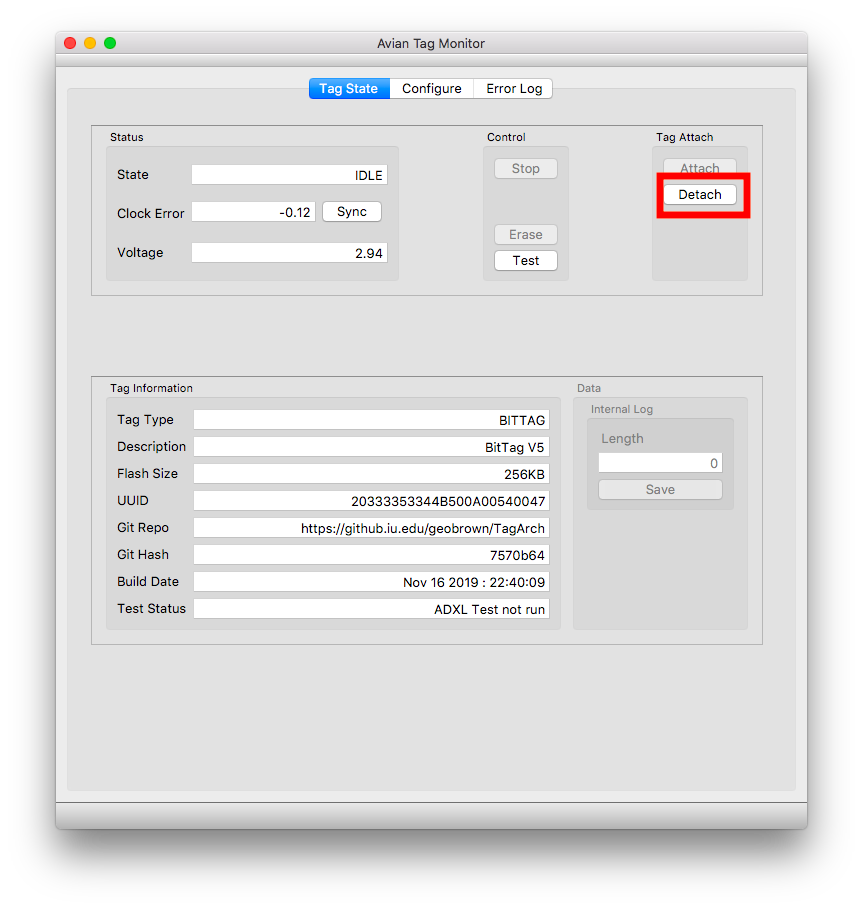 Avian Tag Monitor
Tag State Configure Error Log
Status Control Tag Attach
State IDLE Stop Attach
Detach
Clock Error -0.12 Sync
Erase
Voltage 2.94 Test
Tag Information Data
Internal Log
Tag Type BITTAG
Length
Description BitTag V5
0
Flash Size 256KB
Save
UUID 20333353344B500A00540047
Git Repo https://github.iu.edu/geobrown/TagArch
Git Hash 7570b64
Build Date Nov 16 2019 : 22:40:09
Test Status ADXL Test not run